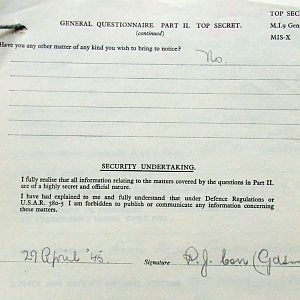 TOP SEC
GENERAL QUESTIONNAIRE. PART II. TOP SECRET.
M.I.9 Gen
(continued)
MIS-X
Have you any other matter of any kind you wish to bring to notice?
No.
SECURITY UNDERTAKING.
I fully realise that all information relating to the matters covered by the questions in Part II.
are of a highly secret and official nature.
I have had explained to me and fully understand that under Defence Regulations or
U.S.A.R. 380-5 I am forbidden to publish or communicate any information concerning
these matters.
29 April '45
Signature R.J.